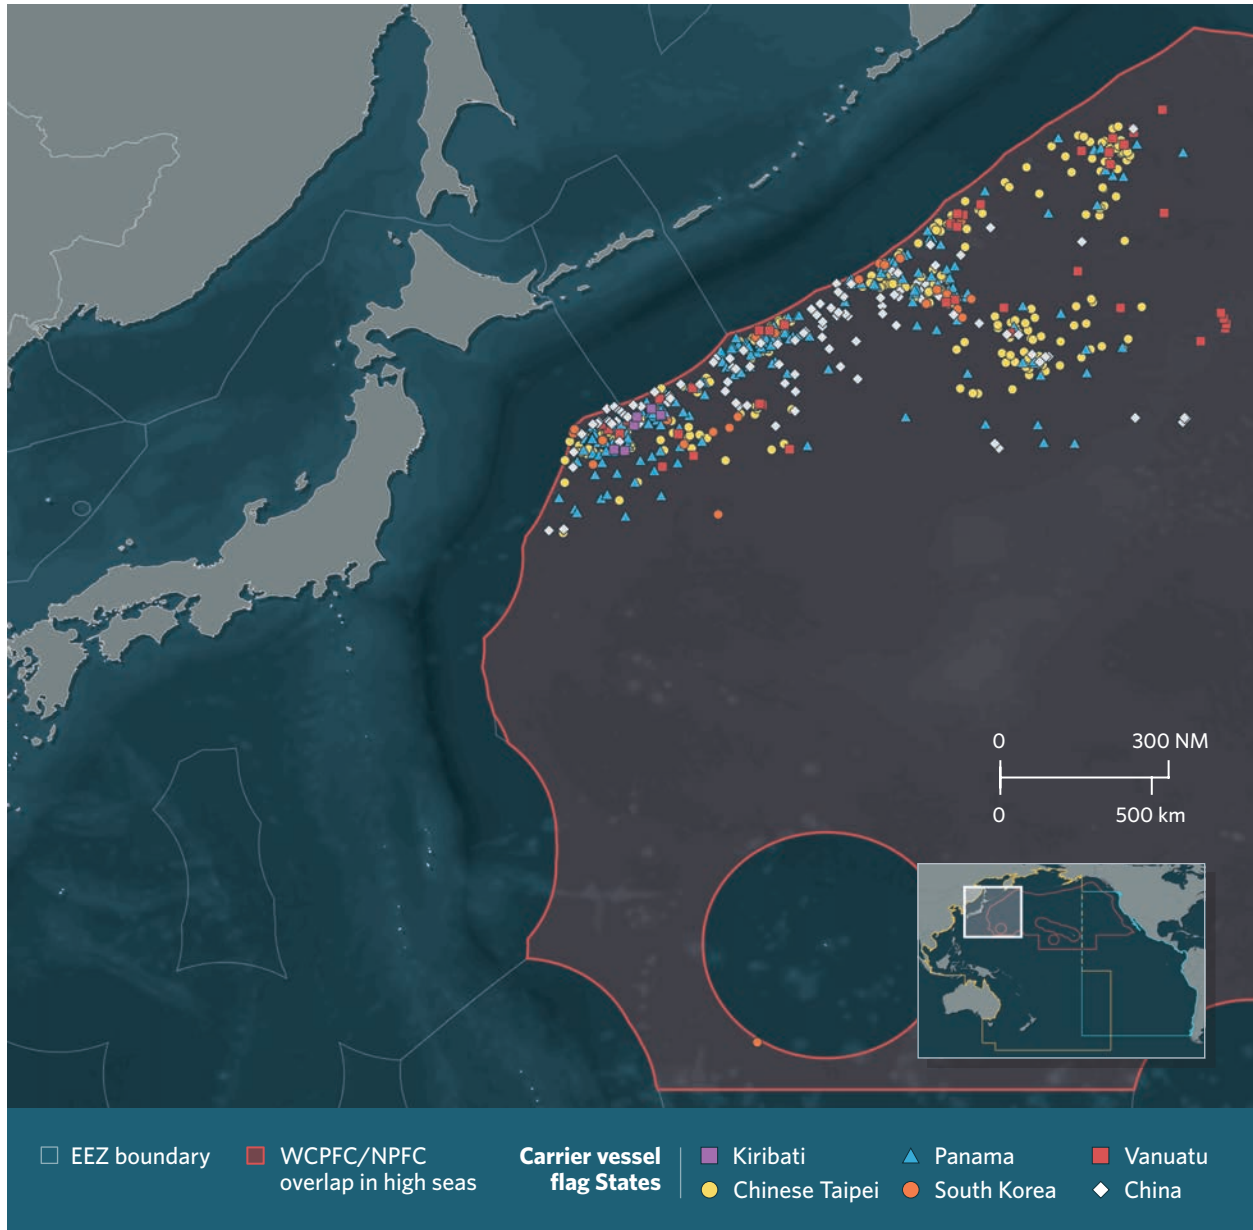 0 300 NM
0 500 km
EEZ boundary
WCPFC/NPFC
overlap in high seas
Carrier vessel
flag States
Kiribati
Panama
Vanuatu
Chinese Taipei
South Korea
China